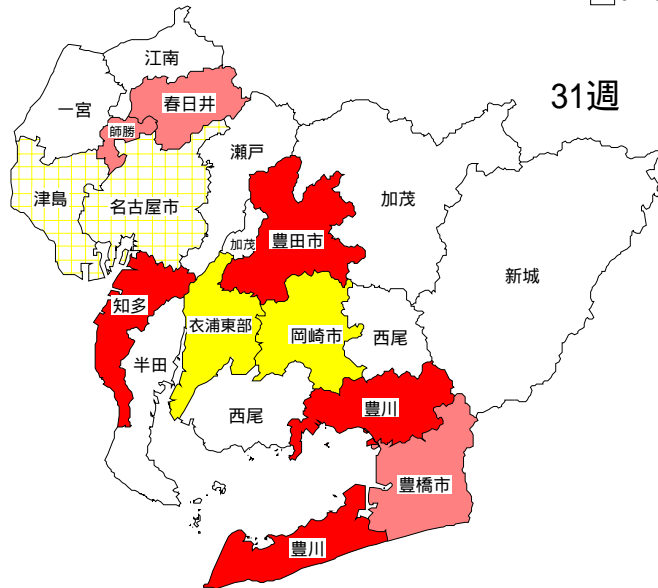 江南
31週
一宮
春日井
師勝
瀬戸
津島
名古屋市
加茂
加茂
豊田市
新城
知多
衣浦東部
岡崎市
西尾
半田
西尾
豊川
豊橋市
豊川